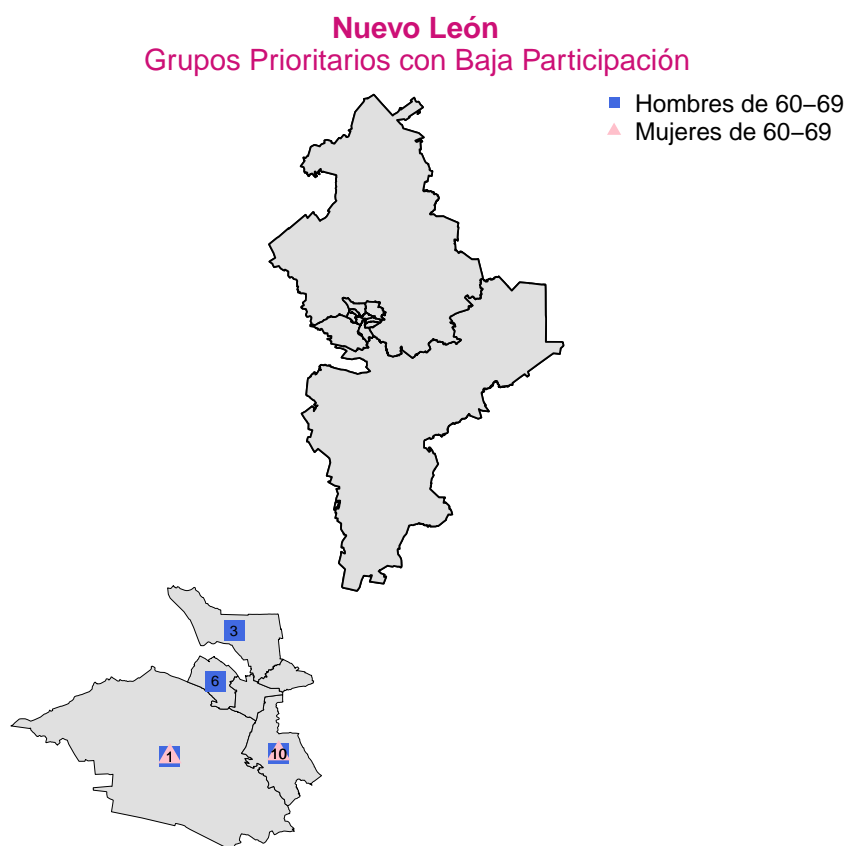 Nuevo León
Grupos Prioritarios con Baja Participación
Hombres de 60−69
Mujeres de 60−69
3
6
1
10